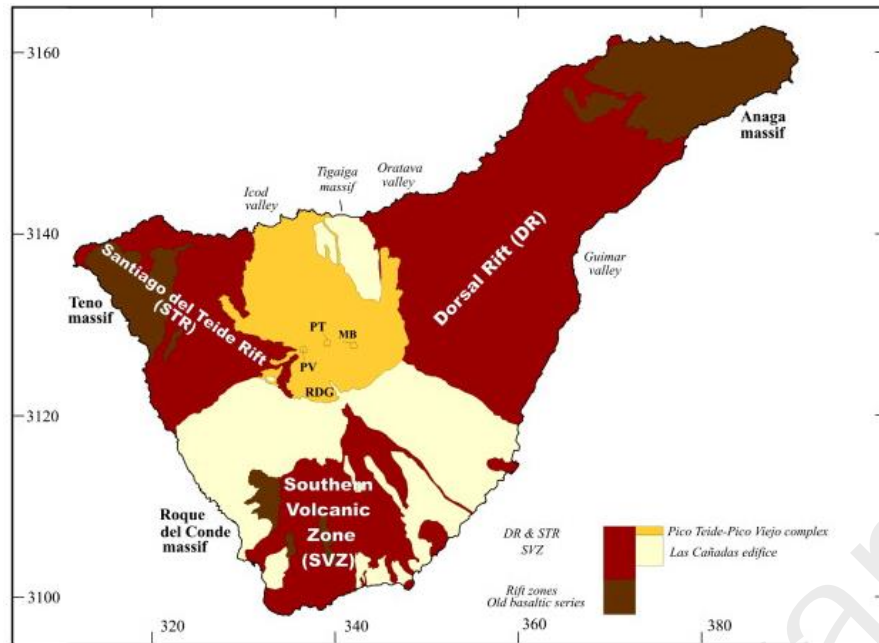 3160
3140
3120
3100
320
340
360
380
Anaga
massif
Oratava
valley
Tigaiga
massif
Icod
valley
Guimar
valley
Dorsal Rift (DR)
Santiago del Teide Rift
(STR)
Teno
massif
PT
MB
PV
RDG
Southern
Volcanic
Zone
(SVZ)
Roque
del Conde
massif
DR & STR
SVZ
Pico Teide-Pico Viejo complex
Las Cañadas edifice
Rift zones
Old basaltic series